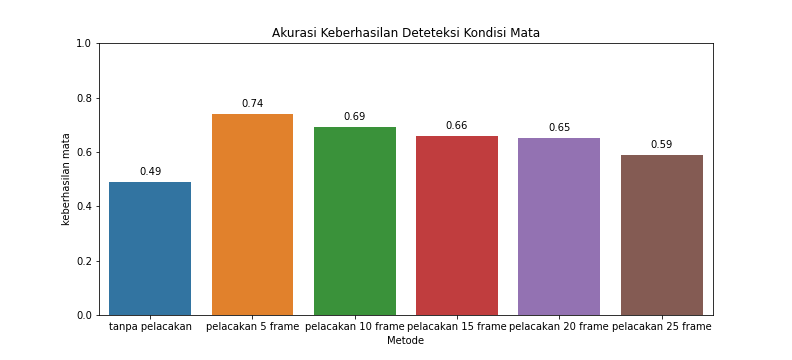 Akurasi Keberhasilan Deteteksi Kondisi Mata
keberhasilan mata
1.0
0.8
0.6
0.4
0.2
0.0
0.49
0.74
0.69
0.66
0.65
0.59
tanpa pelacakan
pelacakan 5 frame
pelacakan 10 frame
pelacakan 15 frame
pelacakan 20 frame
pelacakan 25 frame
Metode